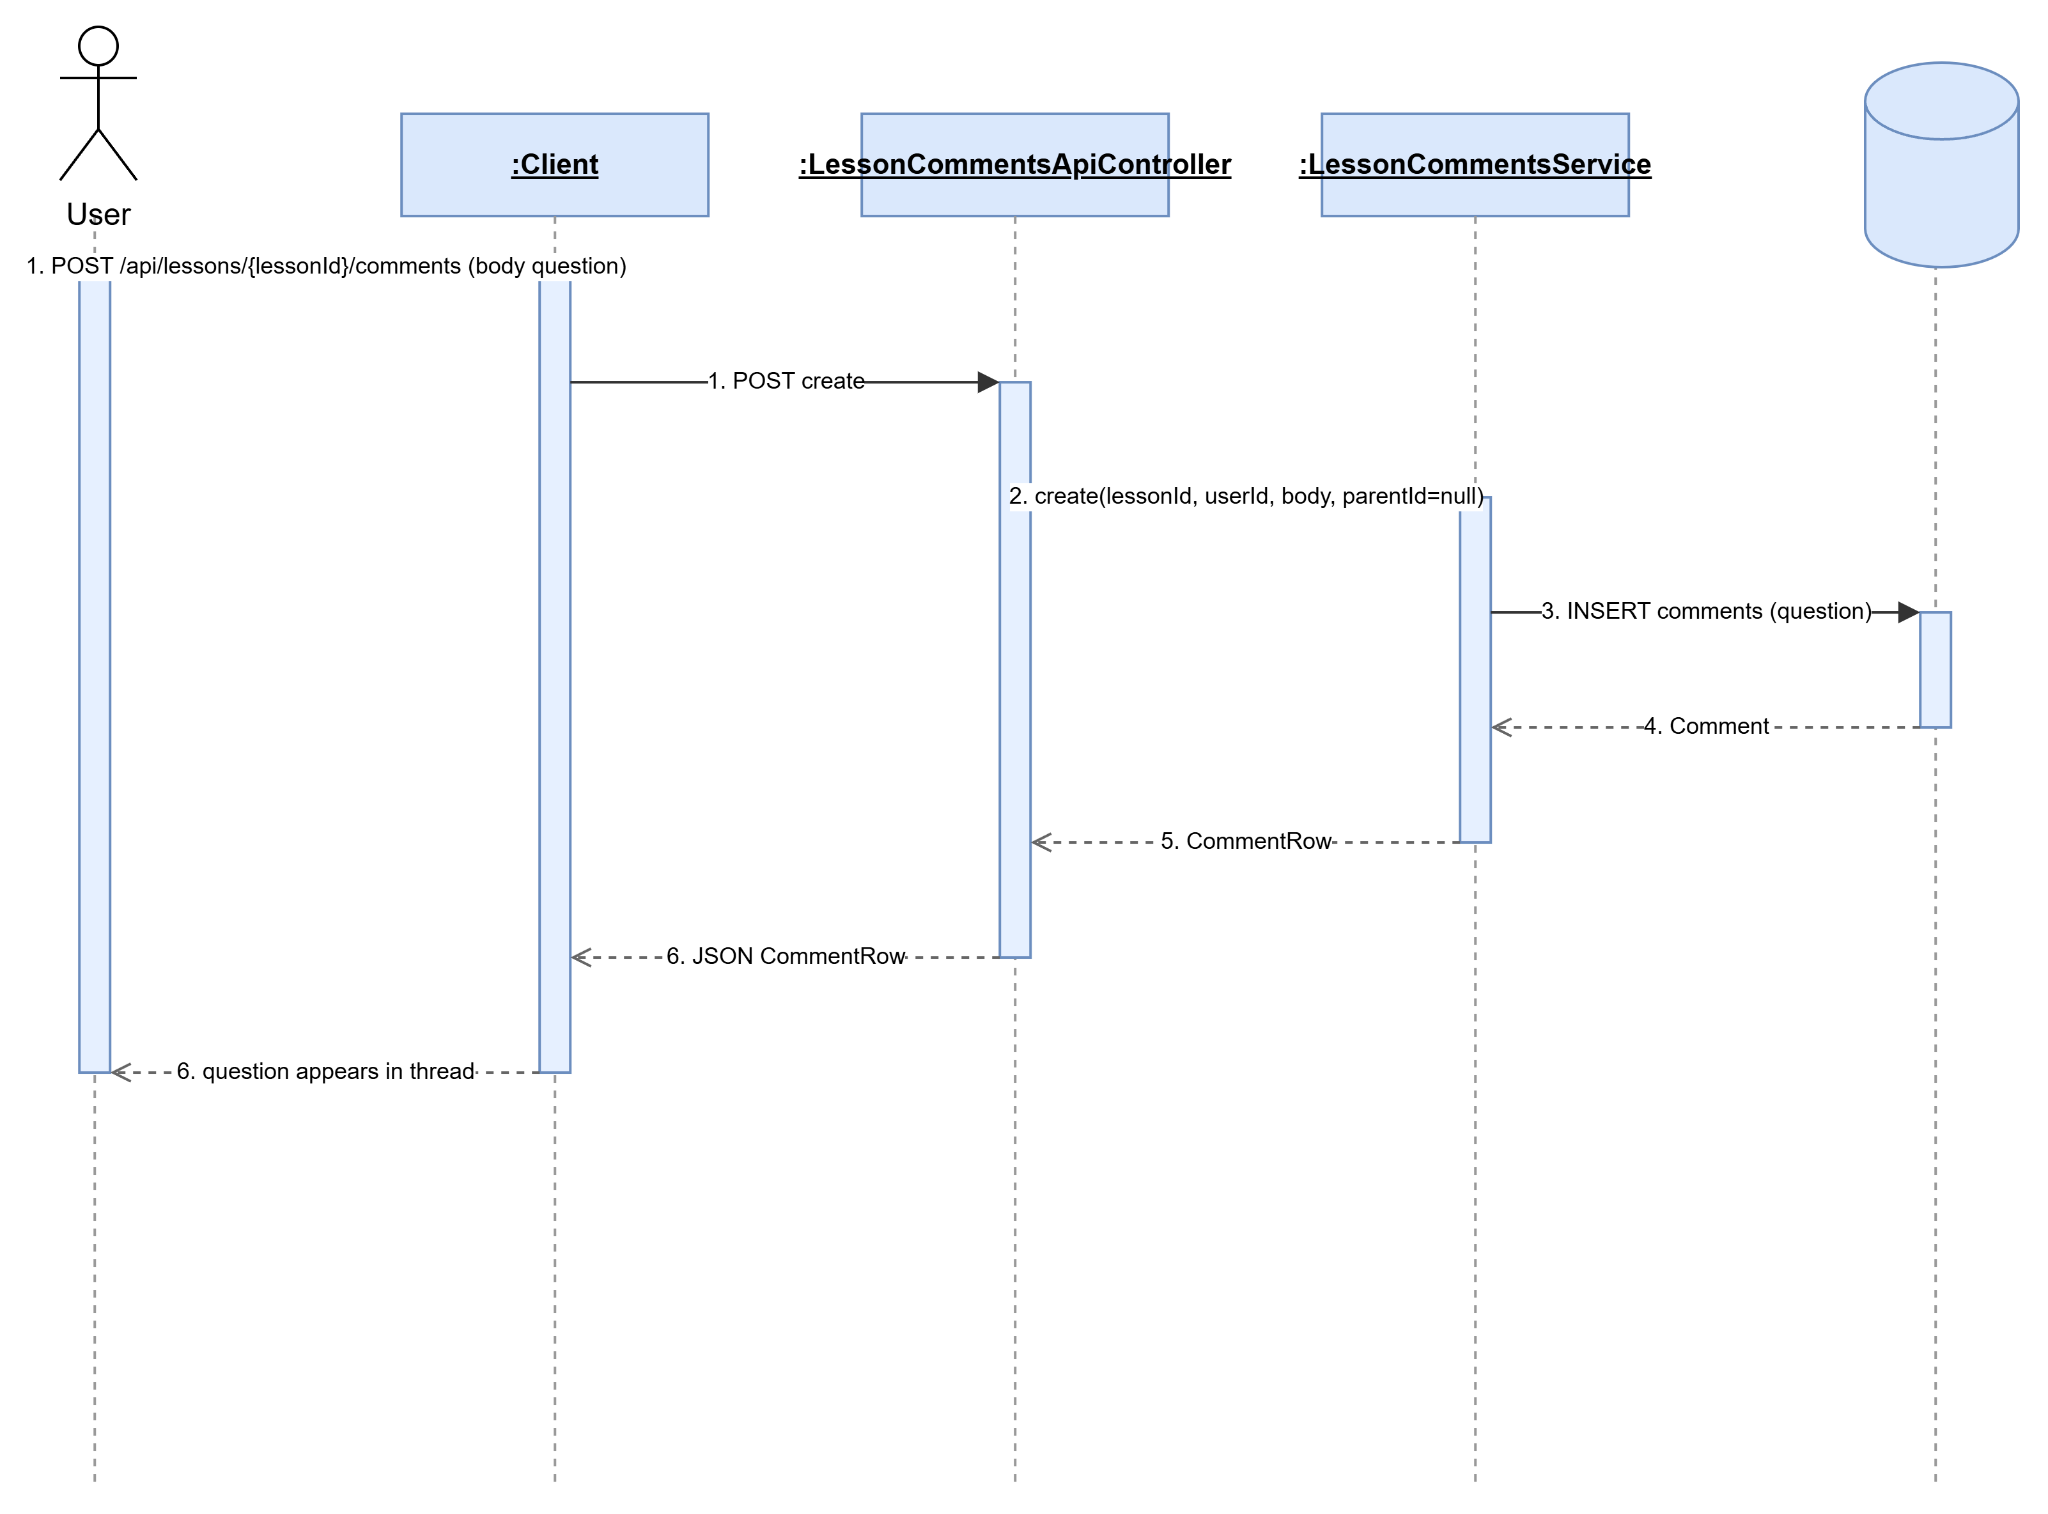 User
:Client
:LessonCommentsApiController
:LessonCommentsService
1. POST /api/lessons/{lessonId}/comments (body question)
1. POST create
2. create(lessonId, userId, body, parentId=null)
3. INSERT comments (question)
4. Comment
5. CommentRow
6. JSON CommentRow
6. question appears in thread